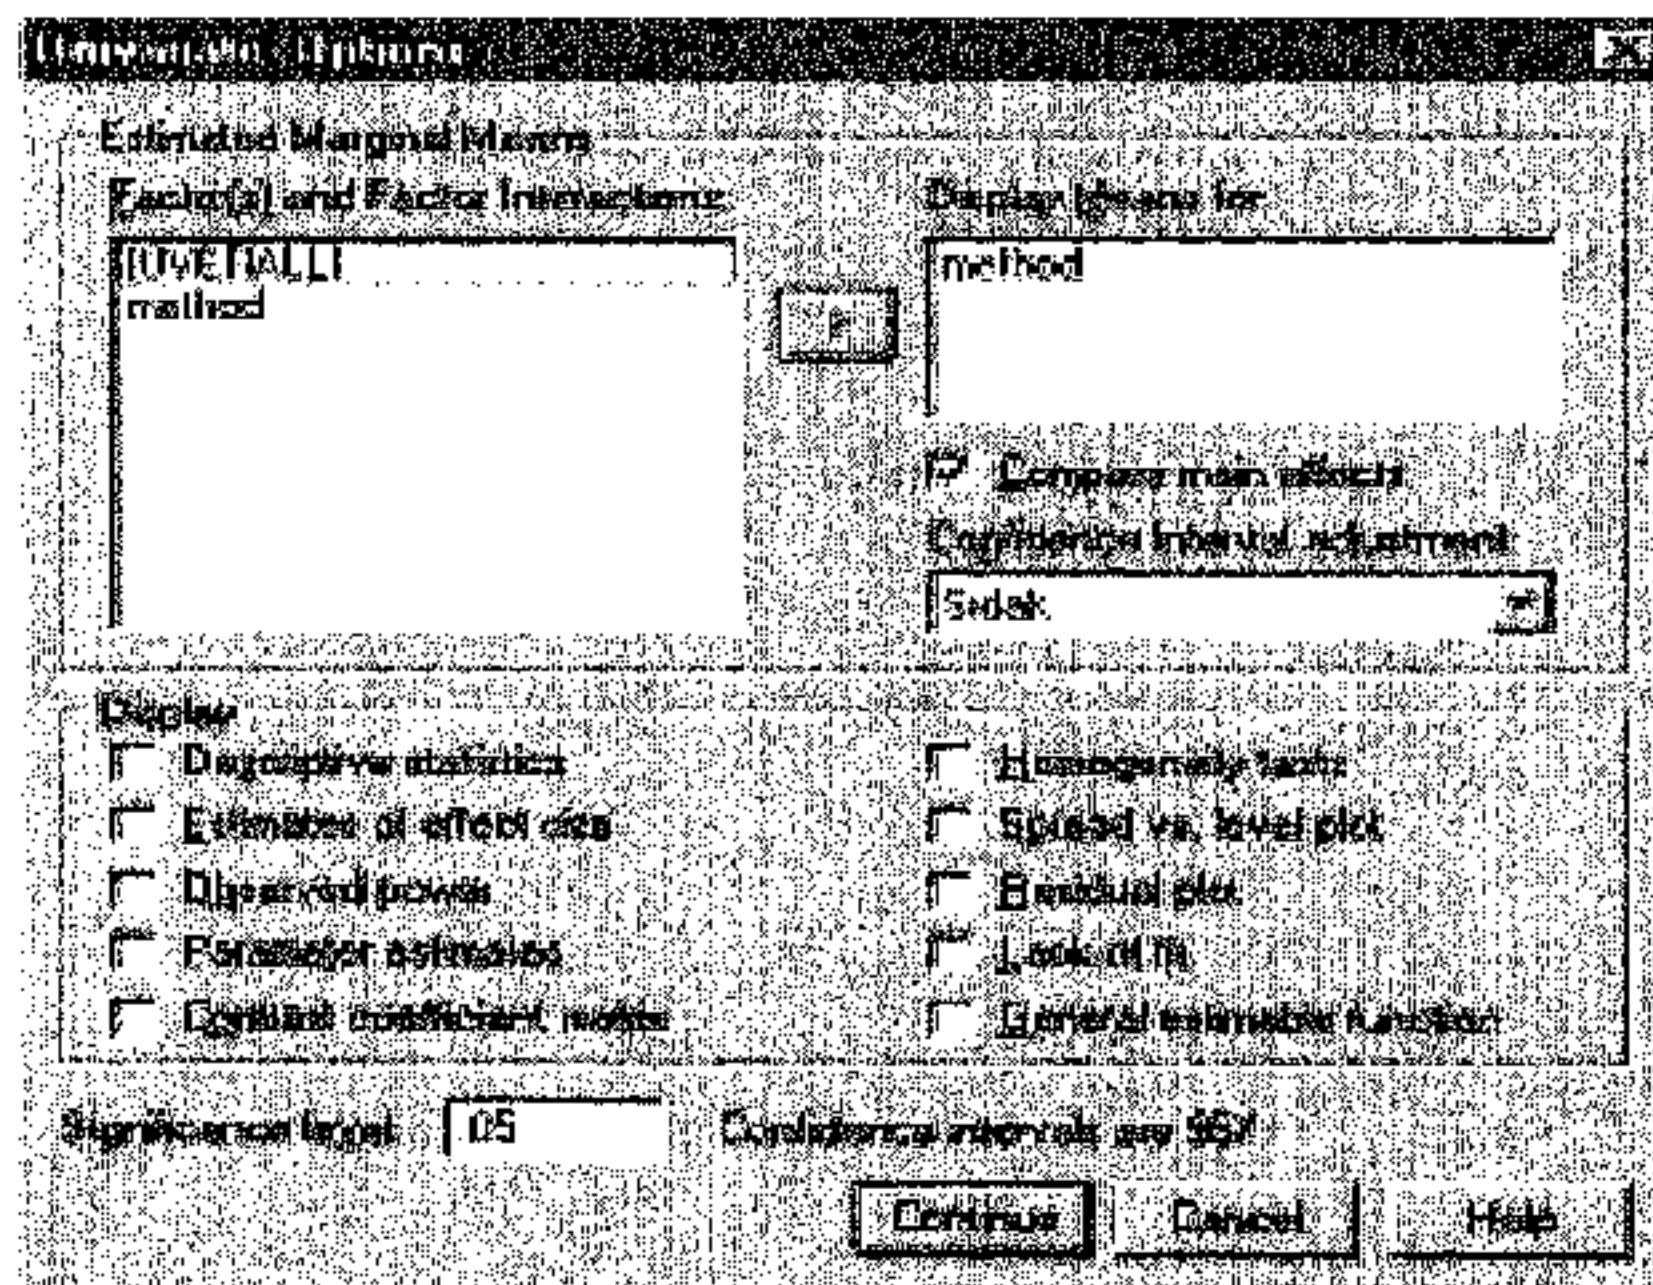 Univariate: Options
Estimated Marginal Means
Factor(s) and Factor Interactions:
(OVERALL)
method
Display Means for:
method
Compare main effects
Confidence interval adjustment:
Sidak
Display
Descriptive statistics
Estimates of effect size
Observed power
Parameter estimates
Contrast coefficient matrix
Homogeneity tests
Spread vs. level plot
Residual plot
Lack of fit
General estimable function
Significance level: .05
Confidence intervals are 95%
Continue
Cancel
Help